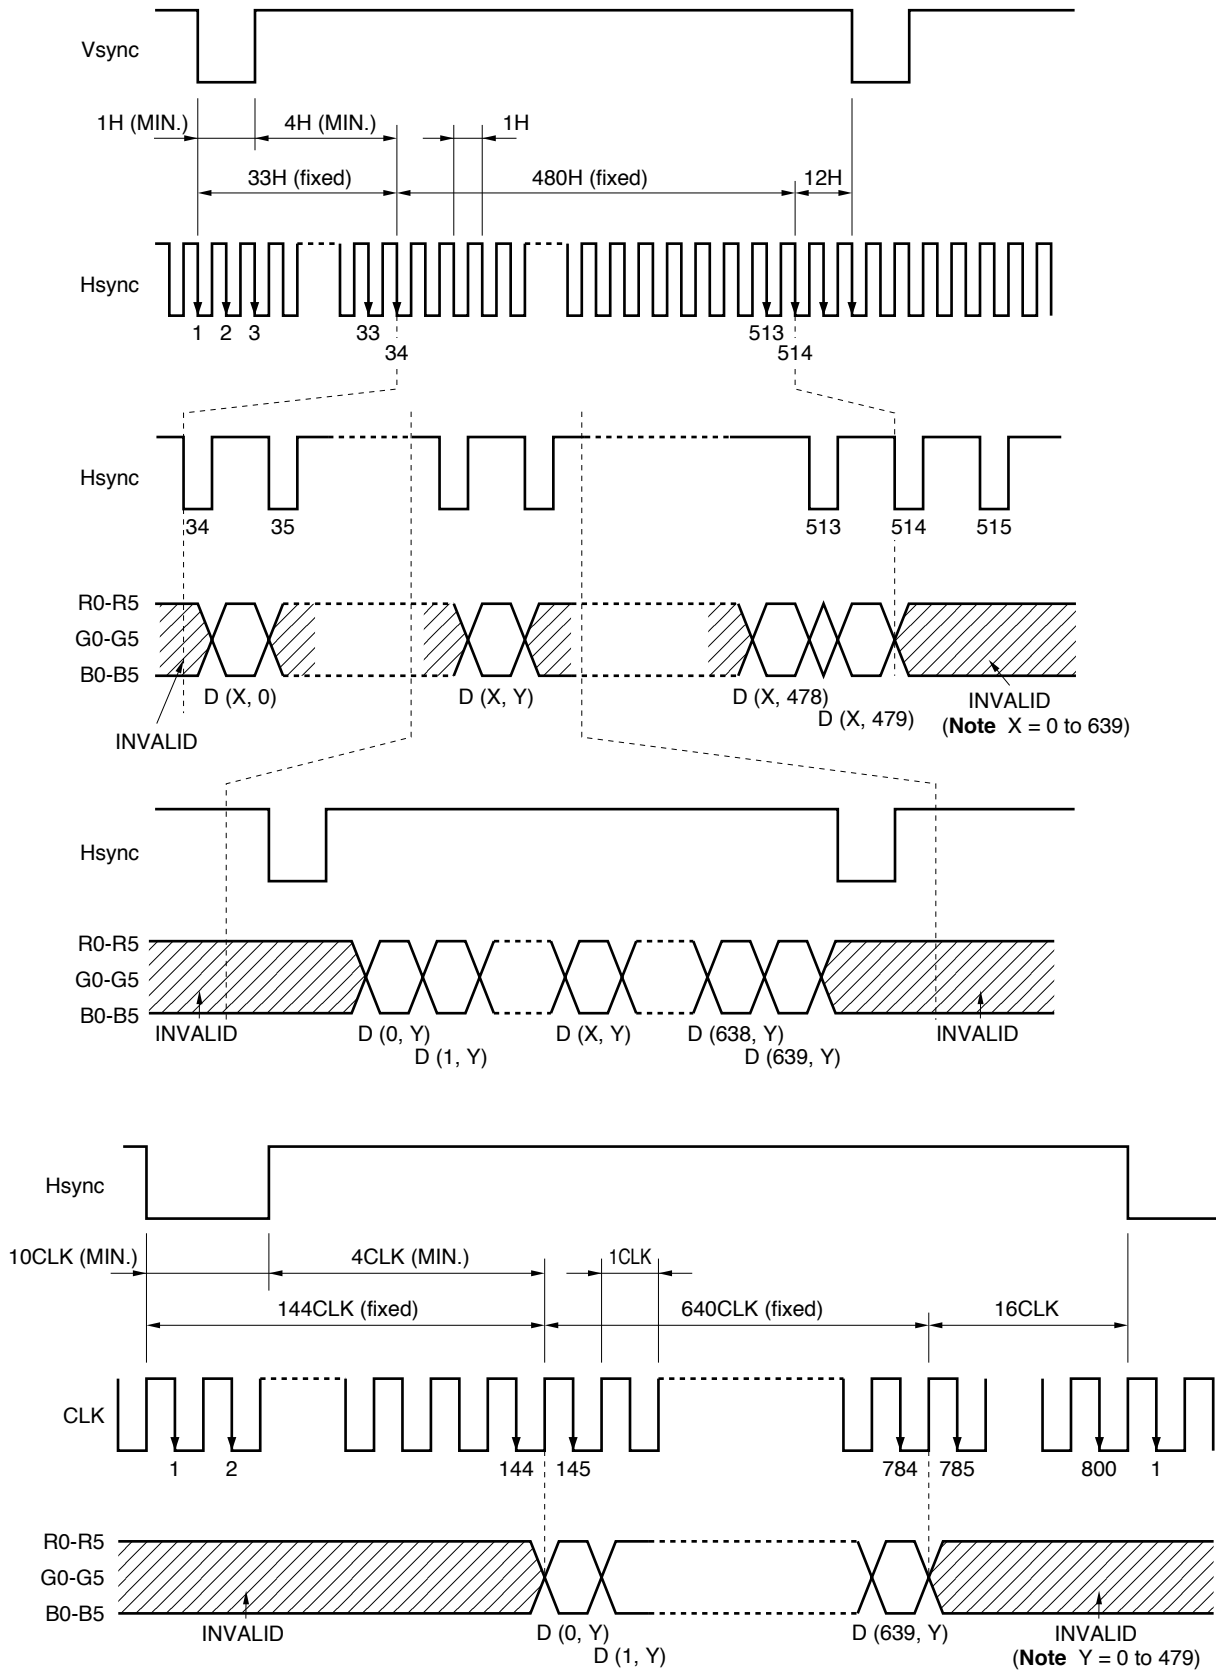 Vsync
1H (MIN.) 4H (MIN.) 1H
33H (fixed) 480H (fixed) 12H
Hsync
1 2 3 33 513
34 514
Hsync
34 35 513 514 515
R0-R5
G0-G5
B0-B5
D (X, 0) D (X, Y) D (X, 478) INVALID
D (X, 479) (Note X = 0 to 639)
INVALID
Hsync
R0-R5
G0-G5
B0-B5
INVALID D (0, Y) D (X, Y) D (638, Y) INVALID
D (1, Y) D (639, Y)
Hsync
10CLK (MIN.) 4CLK (MIN.) 1CLK
144CLK (fixed) 640CLK (fixed) 16CLK
CLK
1 2 144 145 784 785 800 1
R0-R5
G0-G5
B0-B5
INVALID D (0, Y) D (639, Y) INVALID
D (1, Y) (Note Y = 0 to 479)